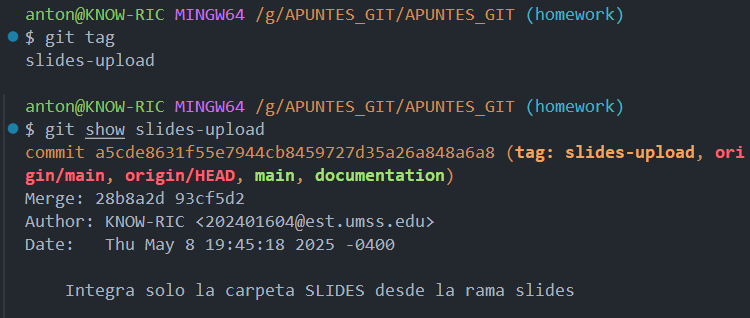 anton@KNOW-RIC MINGW64 /g/APUNTES_GIT/APUNTES_GIT (homework)
$ git tag
slides-upload
anton@KNOW-RIC MINGW64 /g/APUNTES_GIT/APUNTES_GIT (homework)
$ git show slides-upload
commit a5cde8631f55e7944cb8459727d35a26a848a6a8 (tag: slides-upload, ori
gin/main, origin/HEAD, main, documentation)
Merge: 28b8a2d 93cf5d2
Author: KNOW-RIC <202401604@est.umss.edu>
Date:   Thu May 8 19:45:18 2025 -0400
    Integra solo la carpeta SLIDES desde la rama slides